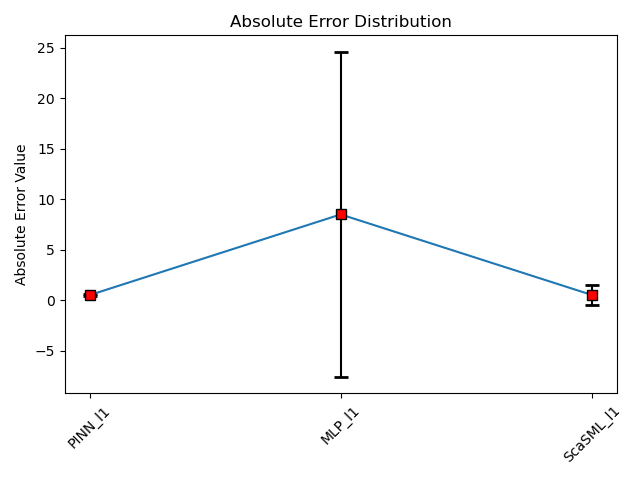 Absolute Error Distribution
Absolute Error Value
25
20
15
10
5
0
−5
PINN_l1
MLP_l1
ScaSML_l1